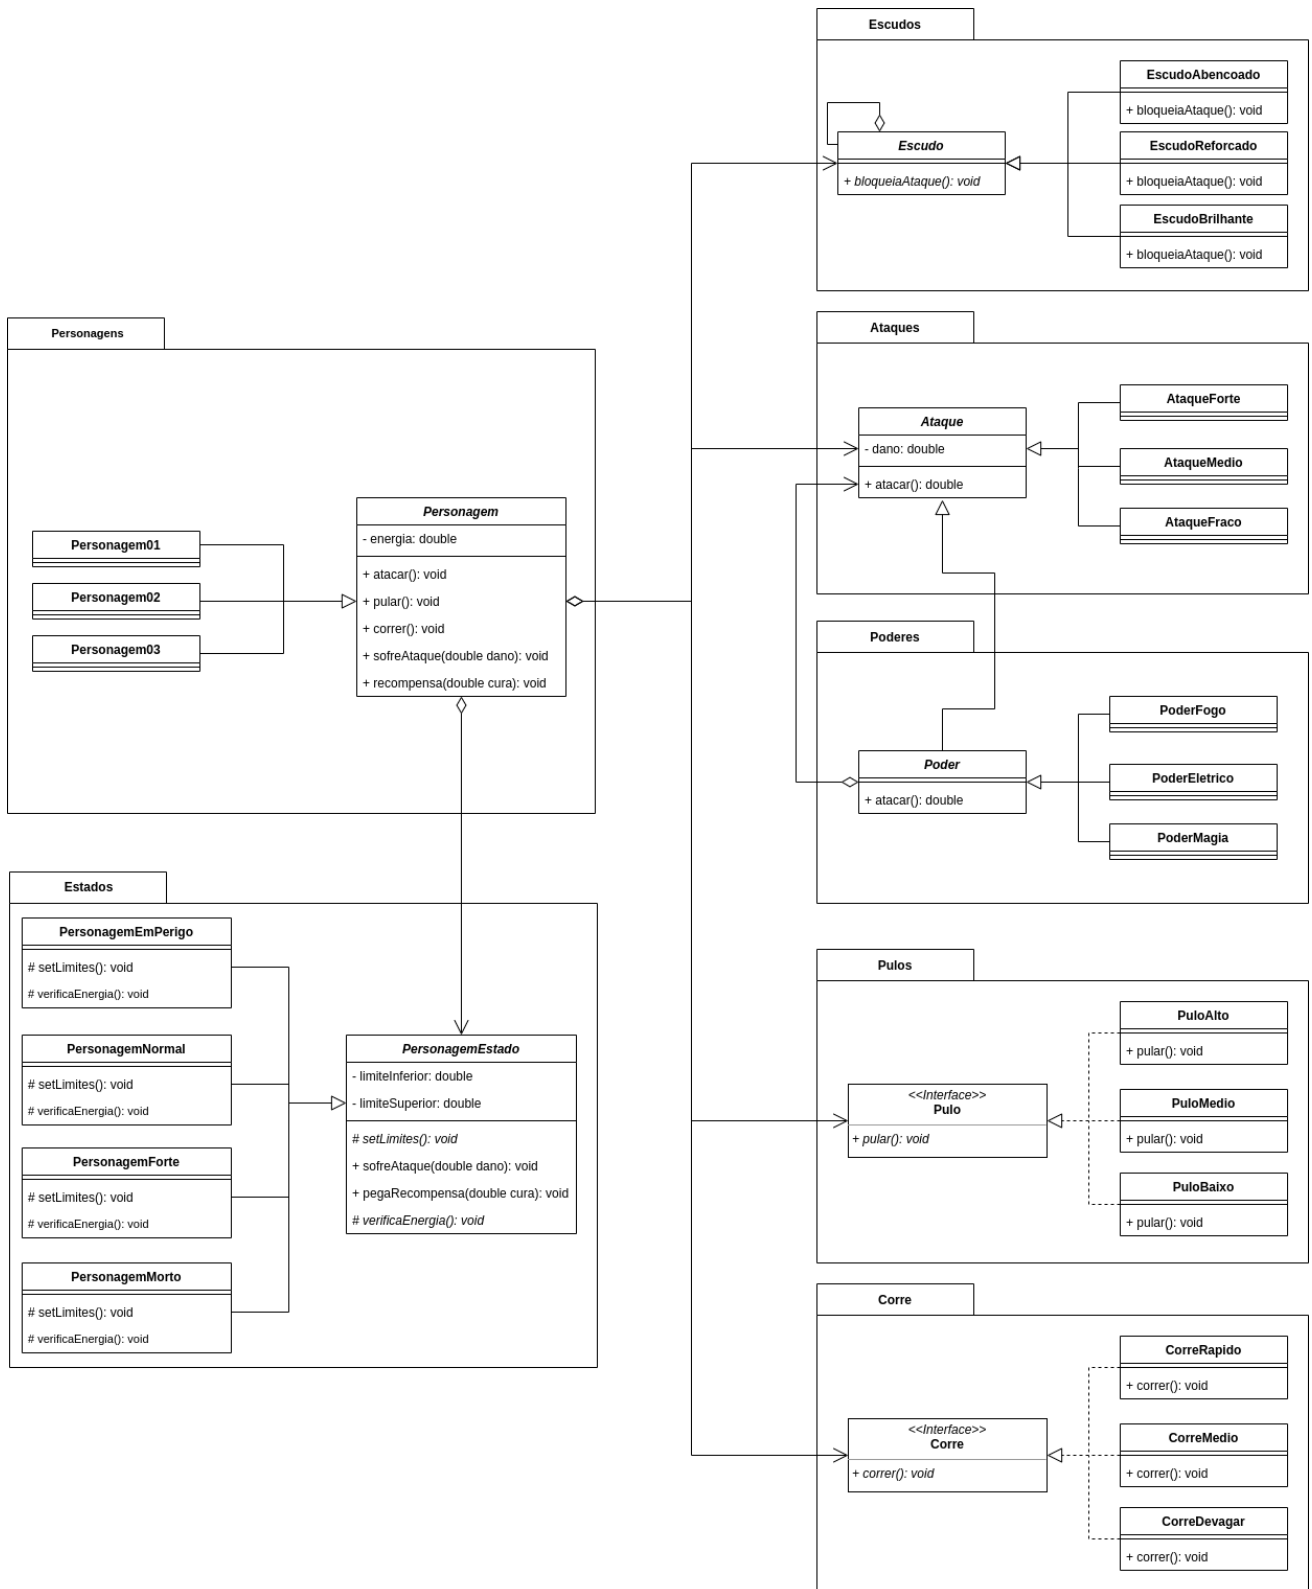 Escudos
Escudo
+ bloqueiaAtaque(): void
EscudoAbencoado
+ bloqueiaAtaque(): void
EscudoReforcado
+ bloqueiaAtaque(): void
EscudoBrilhante
+ bloqueiaAtaque(): void
Personagens
Personagem01
Personagem02
Personagem03
Personagem
- energia: double
+ atacar(): void
+ pular(): void
+ correr(): void
+ sofreAtaque(double dano): void
+ recompensa(double cura): void
Ataques
Ataque
- dano: double
+ atacar(): double
AtaqueForte
AtaqueMedio
AtaqueFraco
Poderes
Poder
+ atacar(): double
PoderFogo
PoderEletrico
PoderMagia
Estados
PersonagemEmPerigo
# setLimites(): void
# verificaEnergia(): void
PersonagemNormal
# setLimites(): void
# verificaEnergia(): void
PersonagemForte
# setLimites(): void
# verificaEnergia(): void
PersonagemMorto
# setLimites(): void
# verificaEnergia(): void
PersonagemEstado
- limiteInferior: double
- limiteSuperior: double
# setLimites(): void
+ sofreAtaque(double dano): void
+ pegaRecompensa(double cura): void
# verificaEnergia(): void
Pulos
<<Interface>>
Pulo
+ pular(): void
PuloAlto
+ pular(): void
PuloMedio
+ pular(): void
PuloBaixo
+ pular(): void
Corre
<<Interface>>
Corre
+ correr(): void
CorreRapido
+ correr(): void
CorreMedio
+ correr(): void
CorreDevagar
+ correr(): void